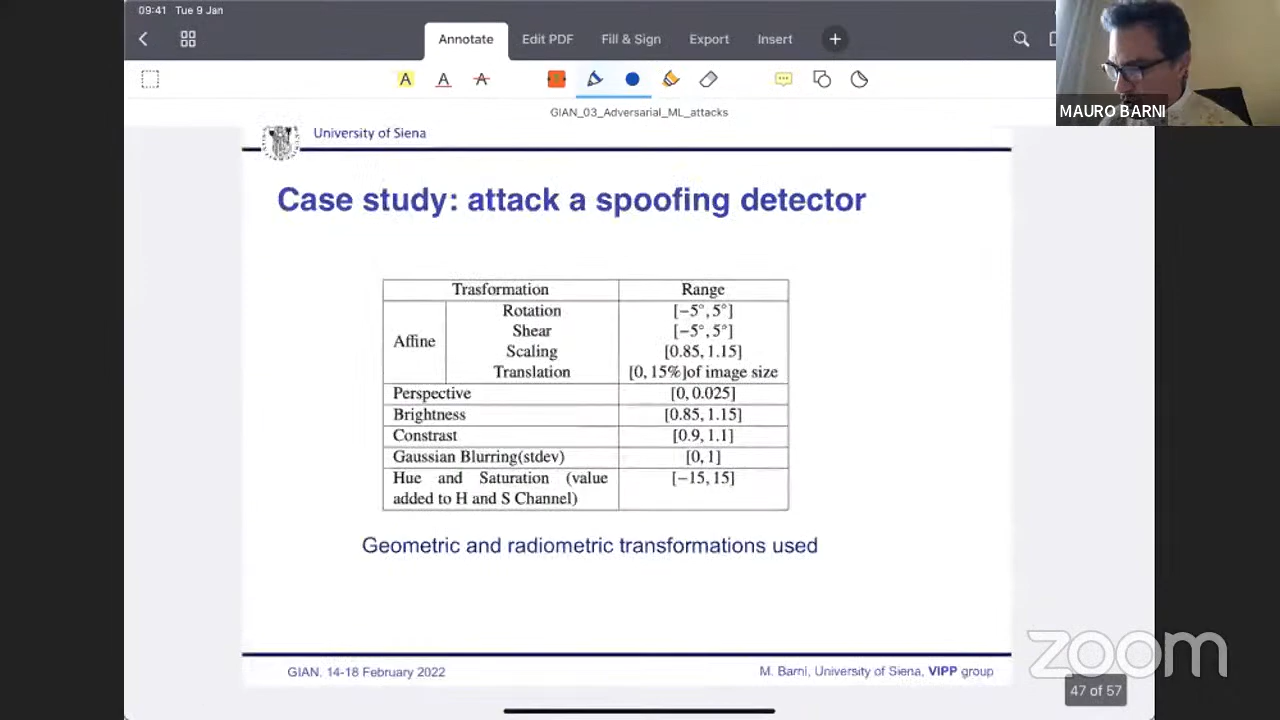 09:41 Tue 9 Jan
Annotate
Edit PDF
Fill & Sign
Export
Insert
A A A
GIAN_03_Adversarial_ML_attacks
MAURO BARNI
University of Siena
Case study: attack a spoofing detector
Trasformation Range
Affine
Rotation [−5°, 5°]
Shear [−5°, 5°]
Scaling [0.85, 1.15]
Translation [0, 15%]of image size
Perspective [0, 0.025]
Brightness [0.85, 1.15]
Constrast [0.9, 1.1]
Gaussian Blurring(stdev) [0, 1]
Hue and Saturation (value [−15, 15]
added to H and S Channel)
Geometric and radiometric transformations used
GIAN. 14-18 February 2022
M. Barni, University of Siena, VIPP group
zoom
47 of 57